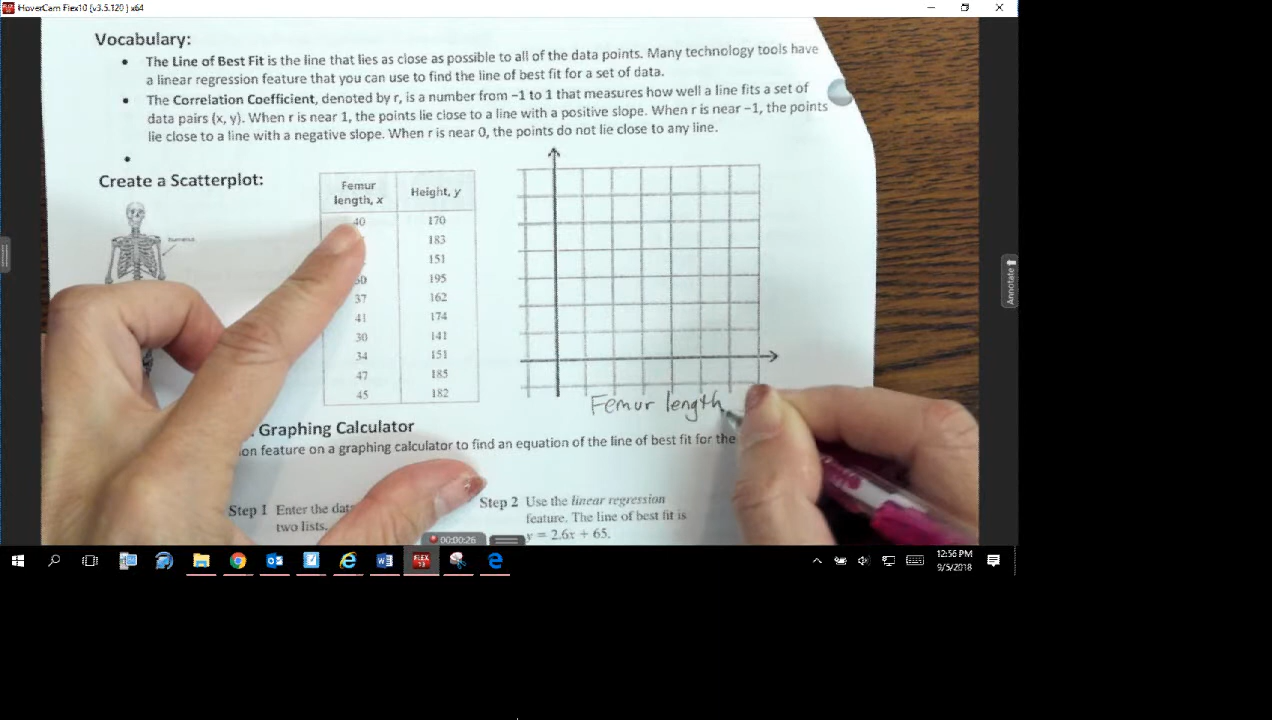 HoverCam Flex10 (v3.5.129) x64
Vocabulary:
• The Line of Best Fit is the line that lies as close as possible to all of the data points. Many technology tools have
a linear regression feature that you can use to find the line of best fit for a set of data.
• The Correlation Coefficient, denoted by r, is a number from −1 to 1 that measures how well a line fits a set of
data pairs (x, y). When r is near 1, the points lie close to a line with a positive slope. When r is near −1, the points
lie close to a line with a negative slope. When r is near 0, the points do not lie close to any line.
•
Create a Scatterplot:
humerus
Femur length, x Height, y
40 170
183
151
50 195
37 162
41 174
30 141
34 151
47 185
45 182
Femur length
Annotate
Graphing Calculator
feature on a graphing calculator to find an equation of the line of best fit for the
Step 1 Enter the
two lists.
Step 2 Use the linear regression
feature. The line of best fit is
y = 2.6x + 65.
00:00:26
FLEX
12:56 PM
9/5/2018